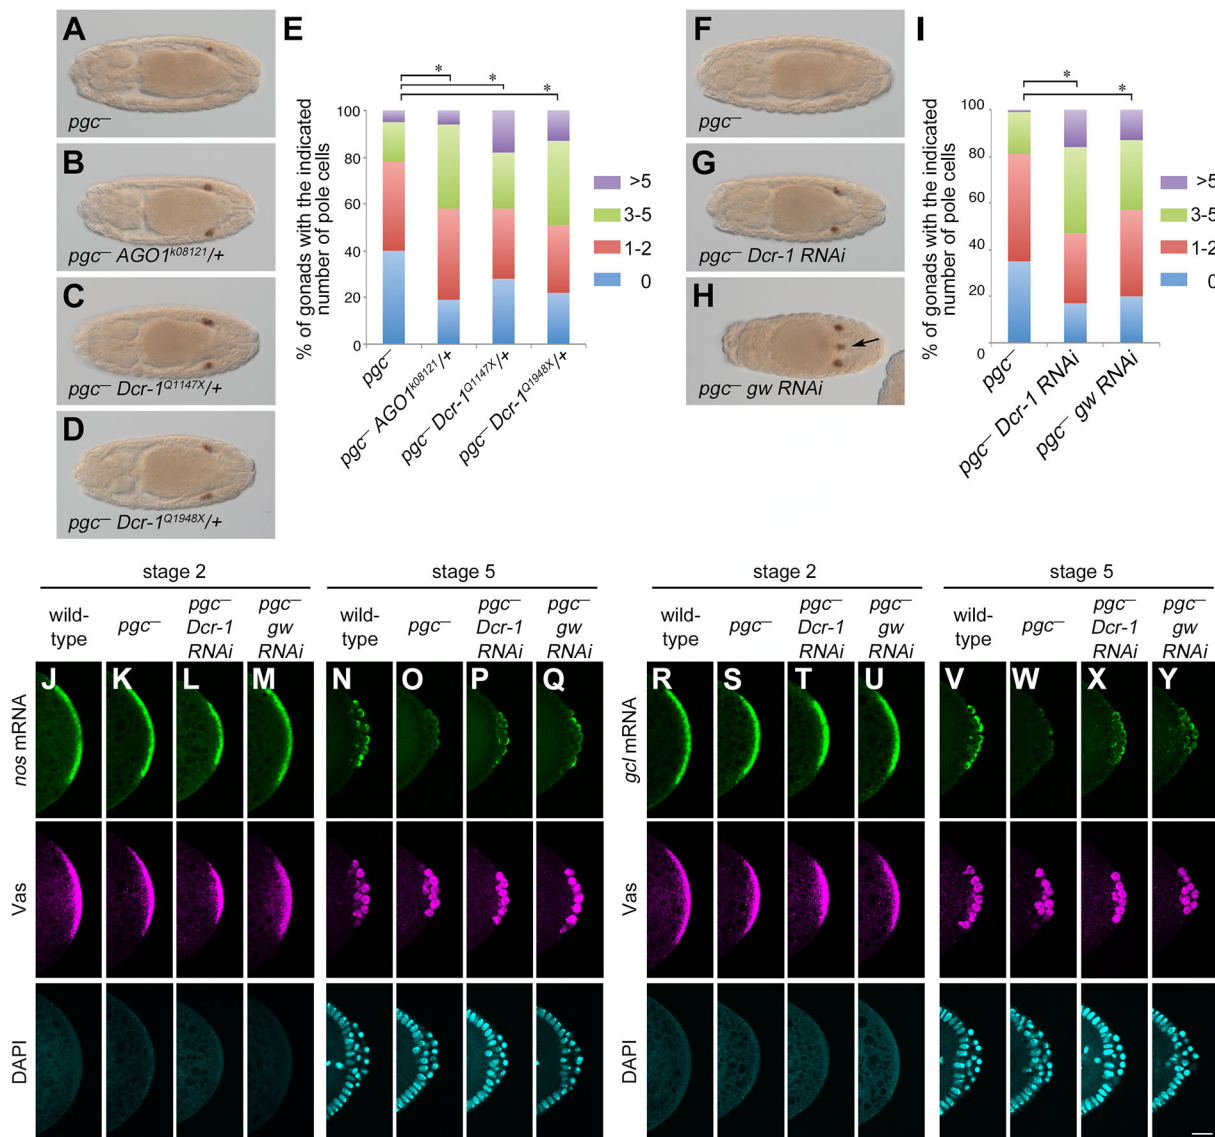 A
pgc–
B
pgc– AGO1k08121/+
C
pgc– Dcr-1Q1147X/+
D
pgc– Dcr-1Q1948X/+
E
% of gonads with the indicated
number of pole cells
100
80
60
40
20
0
*
*
*
pgc–
pgc– AGO1k08121/+
pgc– Dcr-1Q1147X/+
pgc– Dcr-1Q1948X/+
>5
3-5
1-2
0
F
pgc–
G
pgc– Dcr-1 RNAi
H
pgc– gw RNAi
I
% of gonads with the indicated
number of pole cells
100
80
60
40
20
0
*
*
pgc–
pgc– Dcr-1 RNAi
pgc– gw RNAi
>5
3-5
1-2
0
stage 2
stage 5
stage 2
stage 5
wild-
type
pgc–
pgc–
Dcr-1
RNAi
pgc–
gw
RNAi
wild-
type
pgc–
pgc–
Dcr-1
RNAi
pgc–
gw
RNAi
wild-
type
pgc–
pgc–
Dcr-1
RNAi
pgc–
gw
RNAi
wild-
type
pgc–
pgc–
Dcr-1
RNAi
pgc–
gw
RNAi
nos mRNA
J
K
L
M
N
O
P
Q
gcl mRNA
R
S
T
U
V
W
X
Y
Vas
Vas
DAPI
DAPI